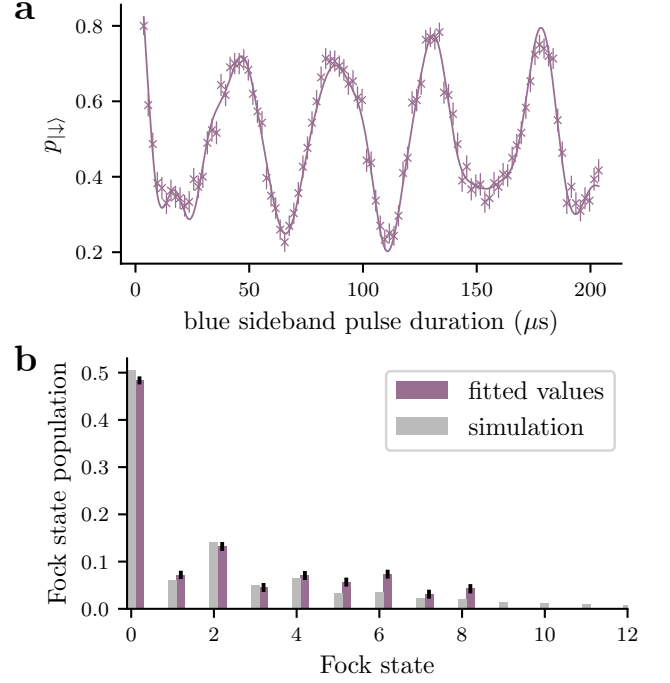 a
0.8
0.6
0.4
0.2
p|↓⟩
0 50 100 150 200
blue sideband pulse duration (μs)
b
0.5
0.4
0.3
0.2
0.1
0.0
Fock state population
fitted values
simulation
0 2 4 6 8 10 12
Fock state